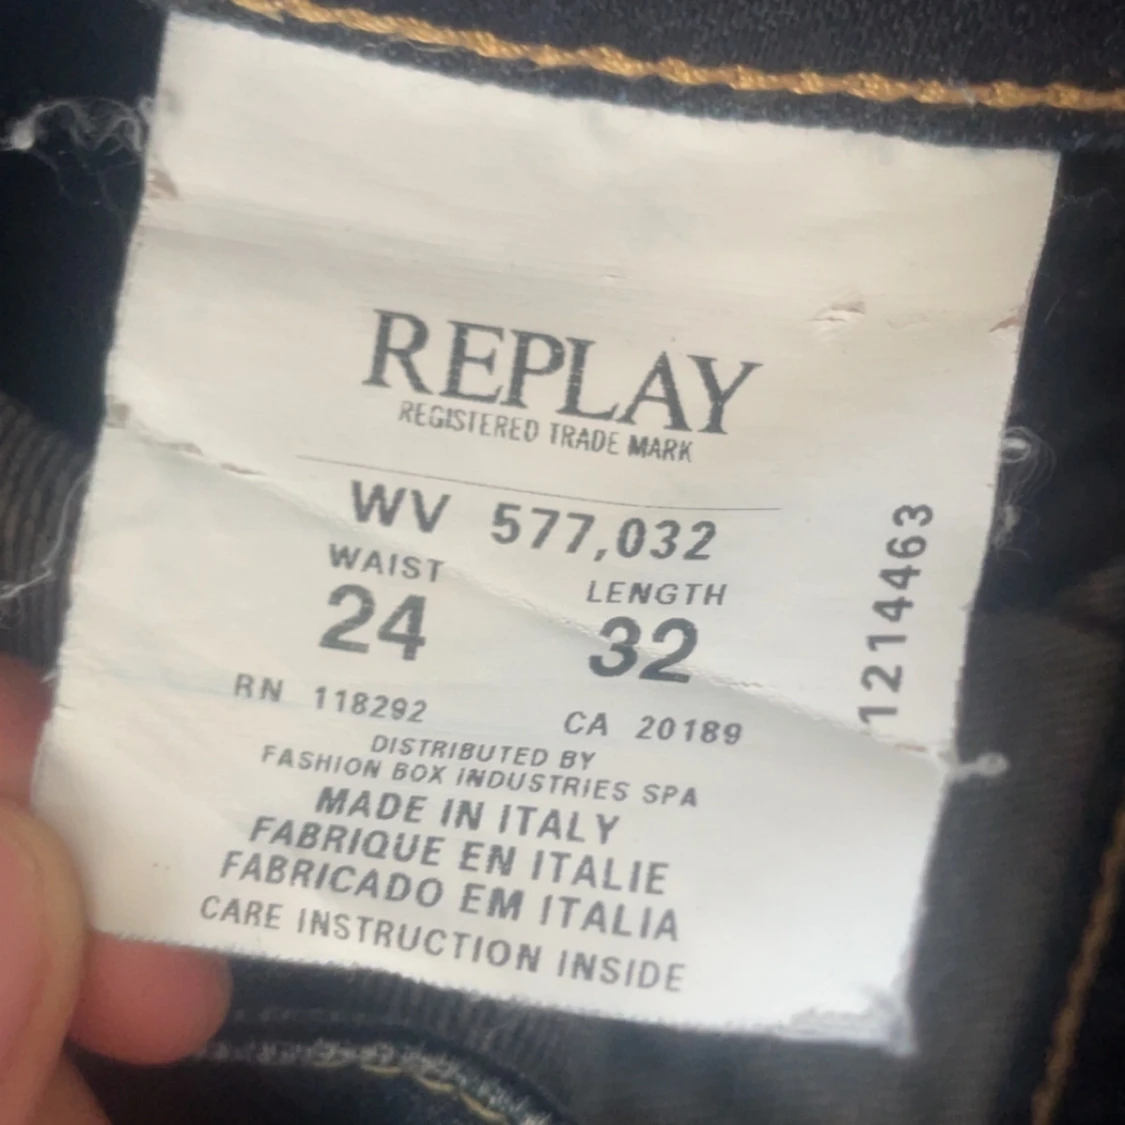 REPLAY
REGISTERED TRADE MARK
WV 577,032
WAIST LENGTH
24 32
RN 118292 CA 20189
DISTRIBUTED BY
FASHION BOX INDUSTRIES SPA
MADE IN ITALY
FABRIQUE EN ITALIE
FABRICADO EM ITALIA
CARE INSTRUCTION INSIDE
1214463